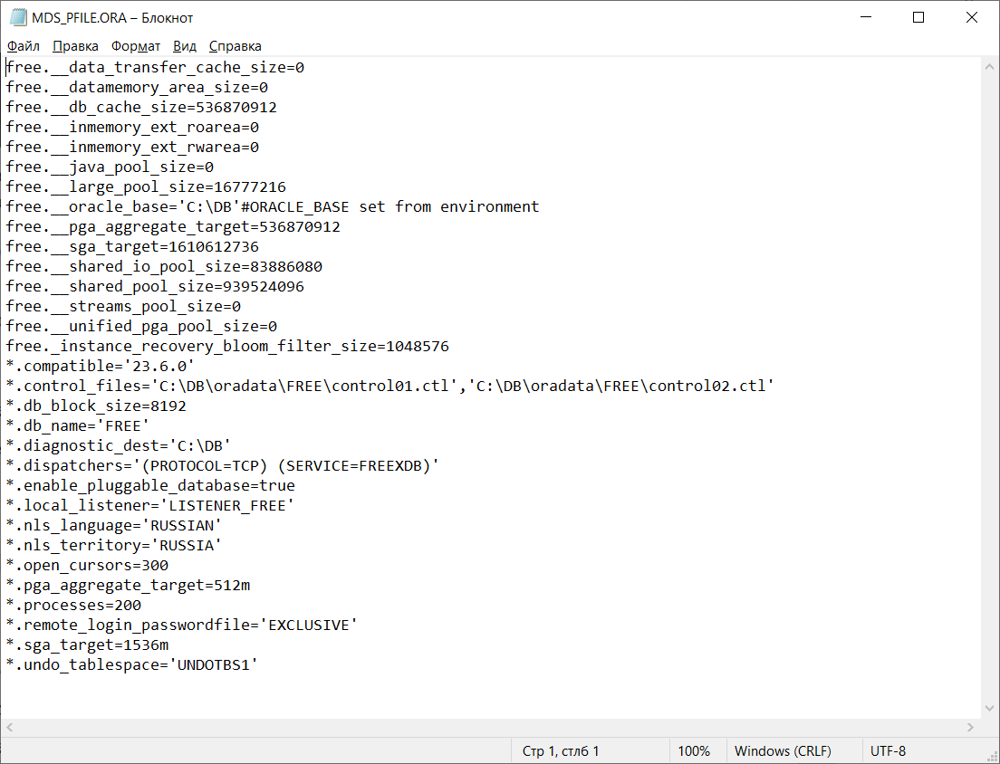 MDS_PFILE.ORA – Блокнот
Файл Правка Формат Вид Справка
free.__data_transfer_cache_size=0
free.__datamemory_area_size=0
free.__db_cache_size=536870912
free.__inmemory_ext_roarea=0
free.__inmemory_ext_rwarea=0
free.__java_pool_size=0
free.__large_pool_size=16777216
free.__oracle_base='C:\DB'#ORACLE_BASE set from environment
free.__pga_aggregate_target=536870912
free.__sga_target=1610612736
free.__shared_io_pool_size=83886080
free.__shared_pool_size=939524096
free.__streams_pool_size=0
free.__unified_pga_pool_size=0
free._instance_recovery_bloom_filter_size=1048576
*.compatible='23.6.0'
*.control_files='C:\DB\oradata\FREE\control01.ctl','C:\DB\oradata\FREE\control02.ctl'
*.db_block_size=8192
*.db_name='FREE'
*.diagnostic_dest='C:\DB'
*.dispatchers='(PROTOCOL=TCP) (SERVICE=FREEXDB)'
*.enable_pluggable_database=true
*.local_listener='LISTENER_FREE'
*.nls_language='RUSSIAN'
*.nls_territory='RUSSIA'
*.open_cursors=300
*.pga_aggregate_target=512m
*.processes=200
*.remote_login_passwordfile='EXCLUSIVE'
*.sga_target=1536m
*.undo_tablespace='UNDOTBS1'
Стр 1, стлб 1 100% Windows (CRLF) UTF-8